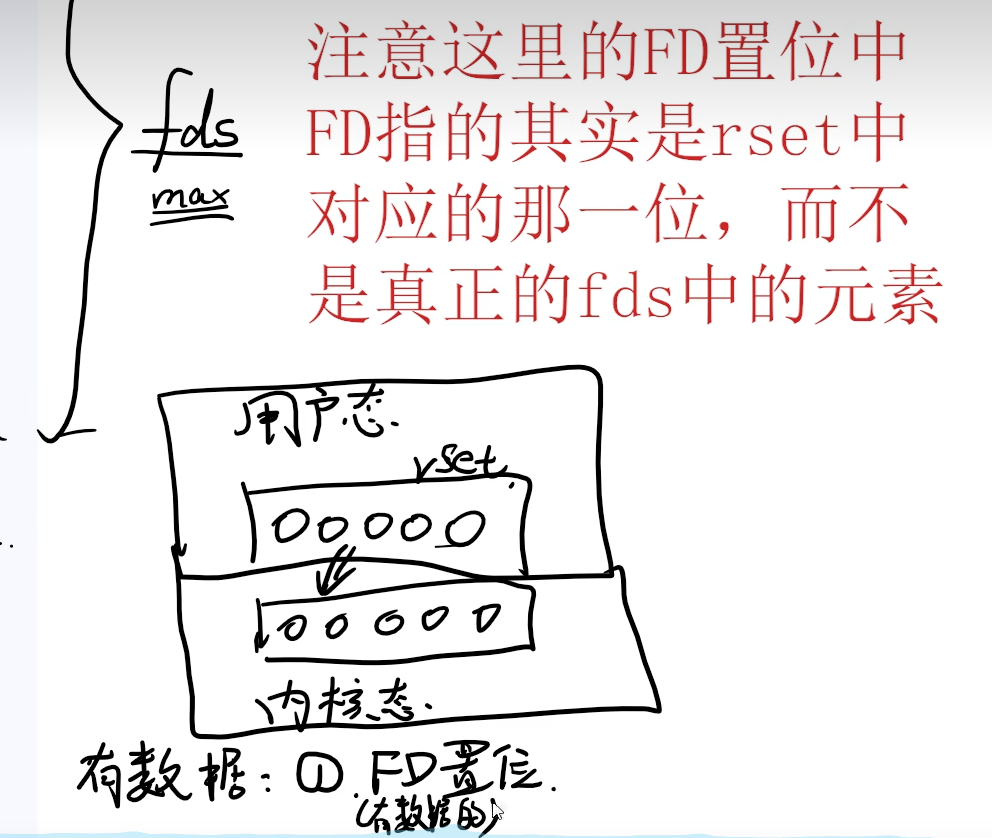 注意这里的FD置位中
FD指的其实是rset中
对应的那一位，而不
是真正的fds中的元素
fds
max
用户态.
rset
00000
00000
内核态.
有数据：①.FD置位.
(有数据的)